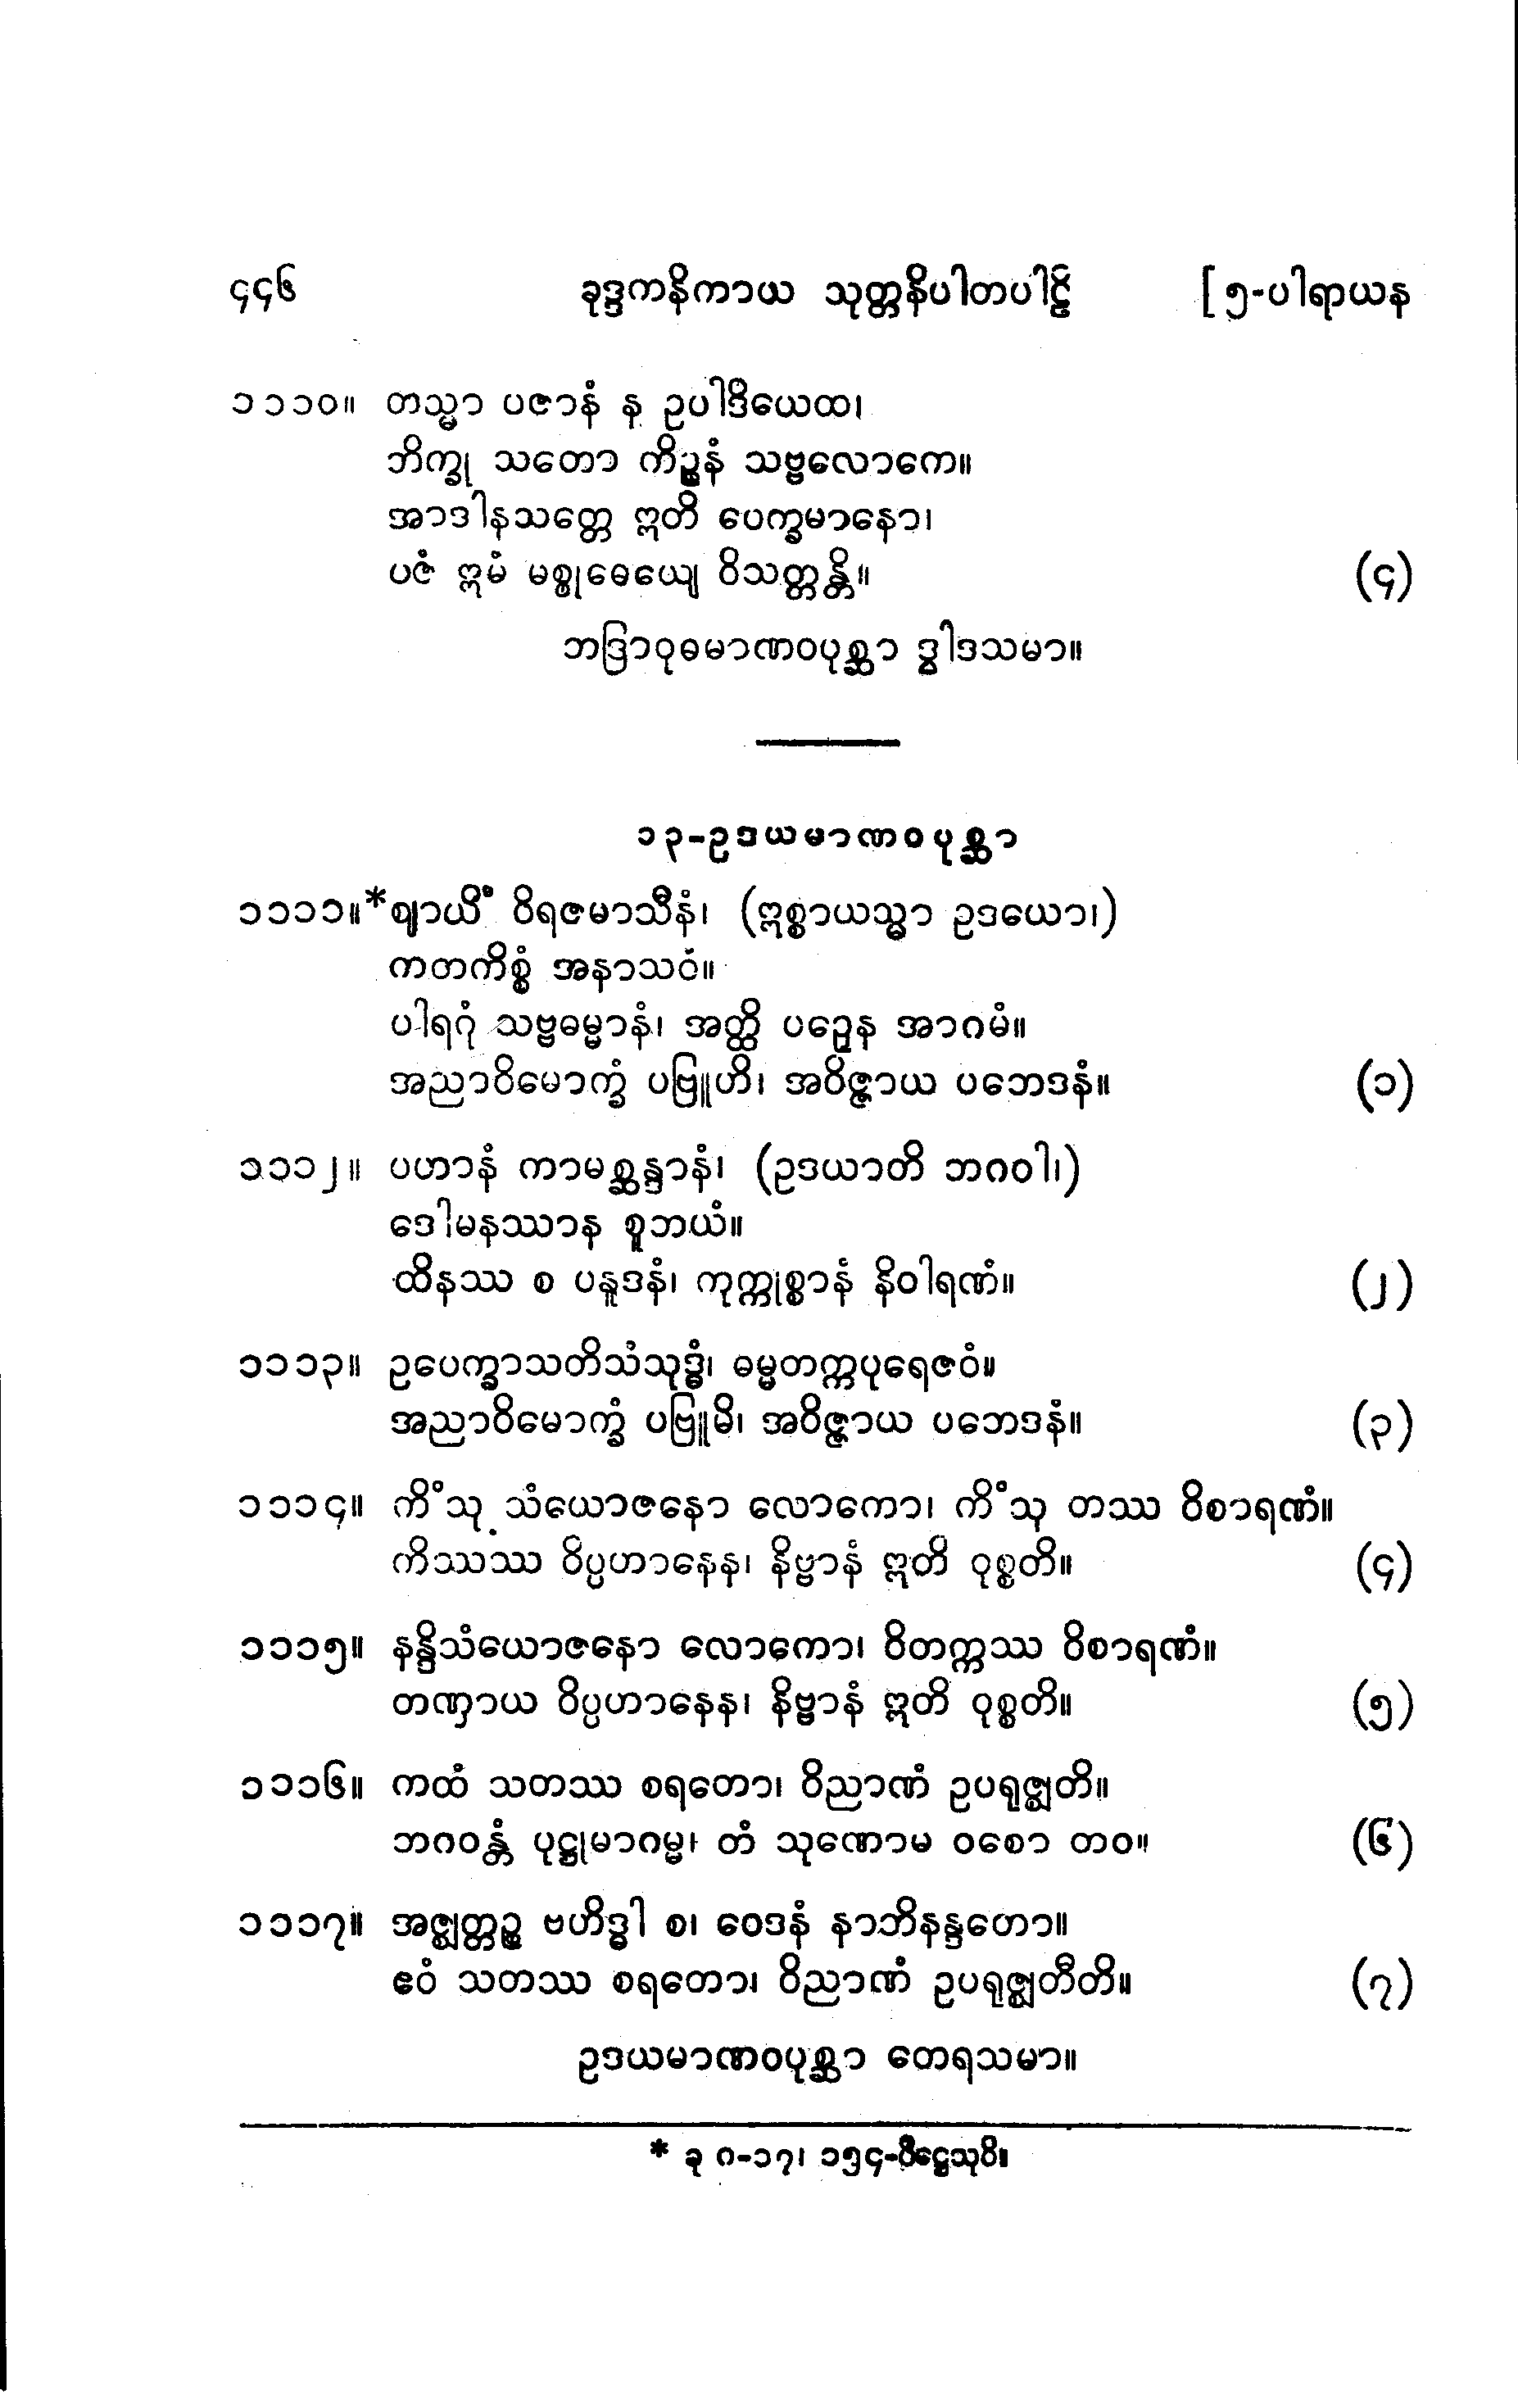 ၄၄၆ ခုဒ္ဒကနိကာယ သုတ္တနိပါတပါဠိ [ ၅-ပါရာယန
၁၁၁၀။ တသ္မာ ပဇာနံ န ဥပါဒိယေထ၊
ဘိက္ခု သတော ကိဉ္စနံ သဗ္ဗလောကေ။
အာဒါနသတ္တေ ဣတိ ပေက္ခမာနော၊
ပဇံ ဣမံ မစ္စုဓေယျေ ဝိသတ္တန္တိ။ (၄)
ဘဒြာဝုဓမာဏဝပုစ္ဆာ ဒွါဒသမာ။
၁၃-ဥဒယမာဏဝပုစ္ဆာ
၁၁၁၁။*ဈာယိံ ဝိရဇမာသီနံ၊ (ဣစ္စာယသ္မာ ဥဒယော၊)
ကတကိစ္စံ အနာသဝံ။
ပါရဂုံ သဗ္ဗဓမ္မာနံ၊ အတ္ထိ ပဉှေန အာဂမံ။
အညာဝိမောက္ခံ ပဗြူဟိ၊ အဝိဇ္ဇာယ ပဘေဒနံ။ (၁)
၁၁၁၂။ ပဟာနံ ကာမစ္ဆန္ဒာနံ၊ (ဥဒယာတိ ဘဂဝါ၊)
ဒေါမနဿာန စူဘယံ။
ထိနဿ စ ပနူဒနံ၊ ကုက္ကုစ္စာနံ နိဝါရဏံ။ (၂)
၁၁၁၃။ ဥပေက္ခာသတိသံသုဒ္ဓံ၊ ဓမ္မတက္ကပုရေဇဝံ။
အညာဝိမောက္ခံ ပဗြူမိ၊ အဝိဇ္ဇာယ ပဘေဒနံ။ (၃)
၁၁၁၄။ ကိံသု သံယောဇနော လောကော၊ ကိံသု တဿ ဝိစာရဏံ။
ကိဿဿ ဝိပ္ပဟာနေန၊ နိဗ္ဗာနံ ဣတိ ဝုစ္စတိ။ (၄)
၁၁၁၅။ နန္ဒိသံယောဇနော လောကော၊ ဝိတက္ကဿ ဝိစာရဏံ။
တဏှာယ ဝိပ္ပဟာနေန၊ နိဗ္ဗာနံ ဣတိ ဝုစ္စတိ။ (၅)
၁၁၁၆။ ကထံ သတဿ စရတော၊ ဝိညာဏံ ဥပရုဇ္ဈတိ။
ဘဂဝန္တံ ပုဋ္ဌုမာဂမ္မ၊ တံ သုဏောမ ဝစော တဝ။ (၆)
၁၁၁၇။ အဇ္ဈတ္တဉ္စ ဗဟိဒ္ဓါ စ၊ ဝေဒနံ နာဘိနန္ဒတော။
ဧဝံ သတဿ စရတော၊ ဝိညာဏံ ဥပရုဇ္ဈတီတိ။ (၇)
ဥဒယမာဏဝပုစ္ဆာ တေရသမာ။
* ခု ဂ-၁၇၊ ၁၅၄-ပိဋ္ဌေသုပိ။